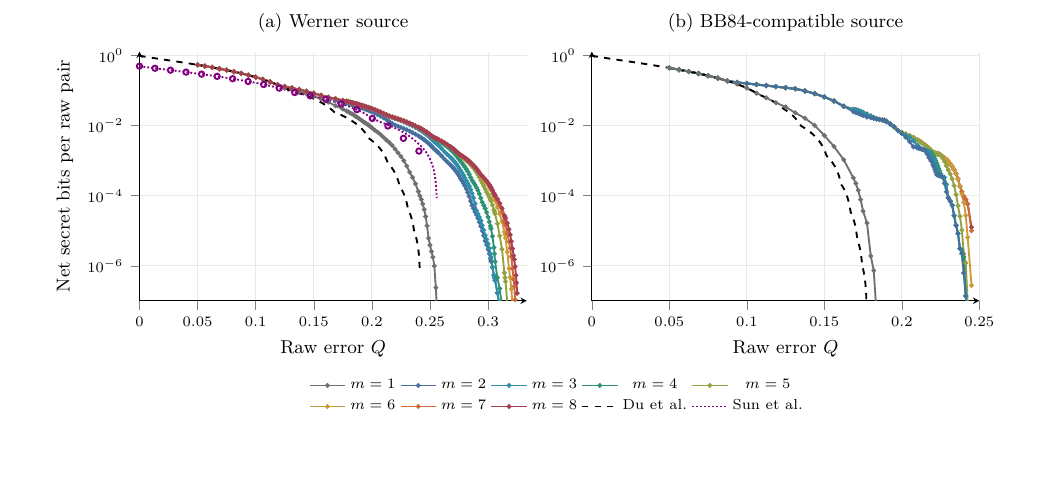 (a) Werner source
(b) BB84-compatible source
Net secret bits per raw pair
10^0
10^−2
10^−4
10^−6
0 0.05 0.1 0.15 0.2 0.25 0.3
Raw error Q
10^0
10^−2
10^−4
10^−6
0 0.05 0.1 0.15 0.2 0.25
Raw error Q
m = 1 m = 2 m = 3 m = 4 m = 5
m = 6 m = 7 m = 8 Du et al. Sun et al.